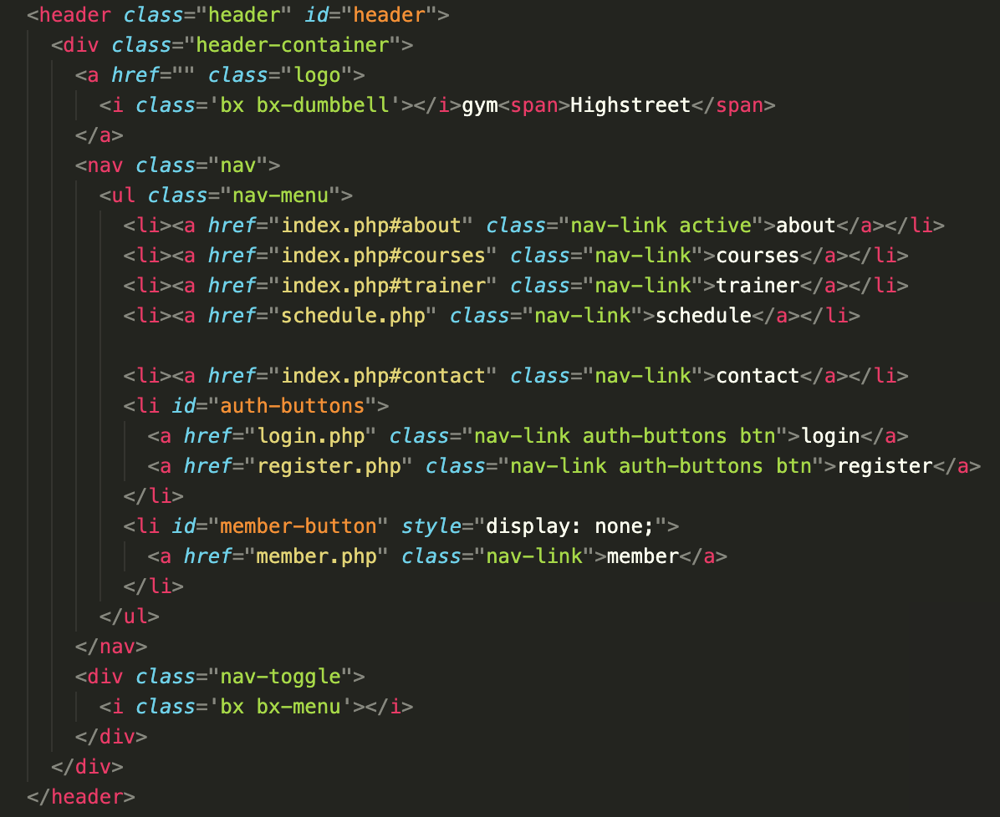 <header class="header" id="header">
<div class="header-container">
<a href="" class="logo">
<i class='bx bx-dumbbell'></i>gym<span>Highstreet</span>
</a>
<nav class="nav">
<ul class="nav-menu">
<li><a href="index.php#about" class="nav-link active">about</a></li>
<li><a href="index.php#courses" class="nav-link">courses</a></li>
<li><a href="index.php#trainer" class="nav-link">trainer</a></li>
<li><a href="schedule.php" class="nav-link">schedule</a></li>
<li><a href="index.php#contact" class="nav-link">contact</a></li>
<li id="auth-buttons">
<a href="login.php" class="nav-link auth-buttons btn">login</a>
<a href="register.php" class="nav-link auth-buttons btn">register</a>
</li>
<li id="member-button" style="display: none;">
<a href="member.php" class="nav-link">member</a>
</li>
</ul>
</nav>
<div class="nav-toggle">
<i class='bx bx-menu'></i>
</div>
</div>
</header>